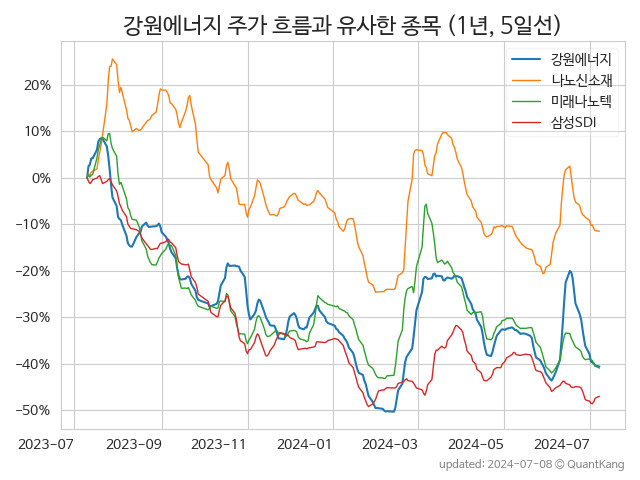 강원에너지 주가 흐름과 유사한 종목 (1년, 5일선)
강원에너지
나노신소재
미래나노텍
삼성SDI
20%
10%
0%
−10%
−20%
−30%
−40%
−50%
2023-07 2023-09 2023-11 2024-01 2024-03 2024-05 2024-07
updated: 2024-07-08 © QuantKang